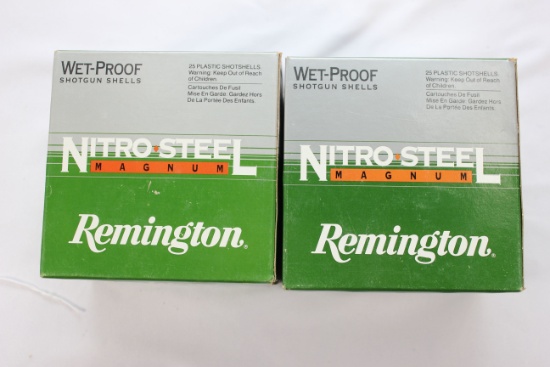 WET-PROOF
SHOTGUN SHELLS
25 PLASTIC SHOTSHELLS.
Warning: Keep Out of Reach
of Children.
Cartouches De Fusil
Mise En Garde: Gardez Hors
De La Portée Des Enfants.
NITRO-STEEL
MAGNUM
Remington®
WET-PROOF
SHOTGUN SHELLS
25 PLASTIC SHOTSHELLS.
Warning: Keep Out of Reach
of Children.
Cartouches De Fusil
Mise En Garde: Gardez Hors
De La Portée Des Enfants.
NITRO-STEEL
MAGNUM
Remington®